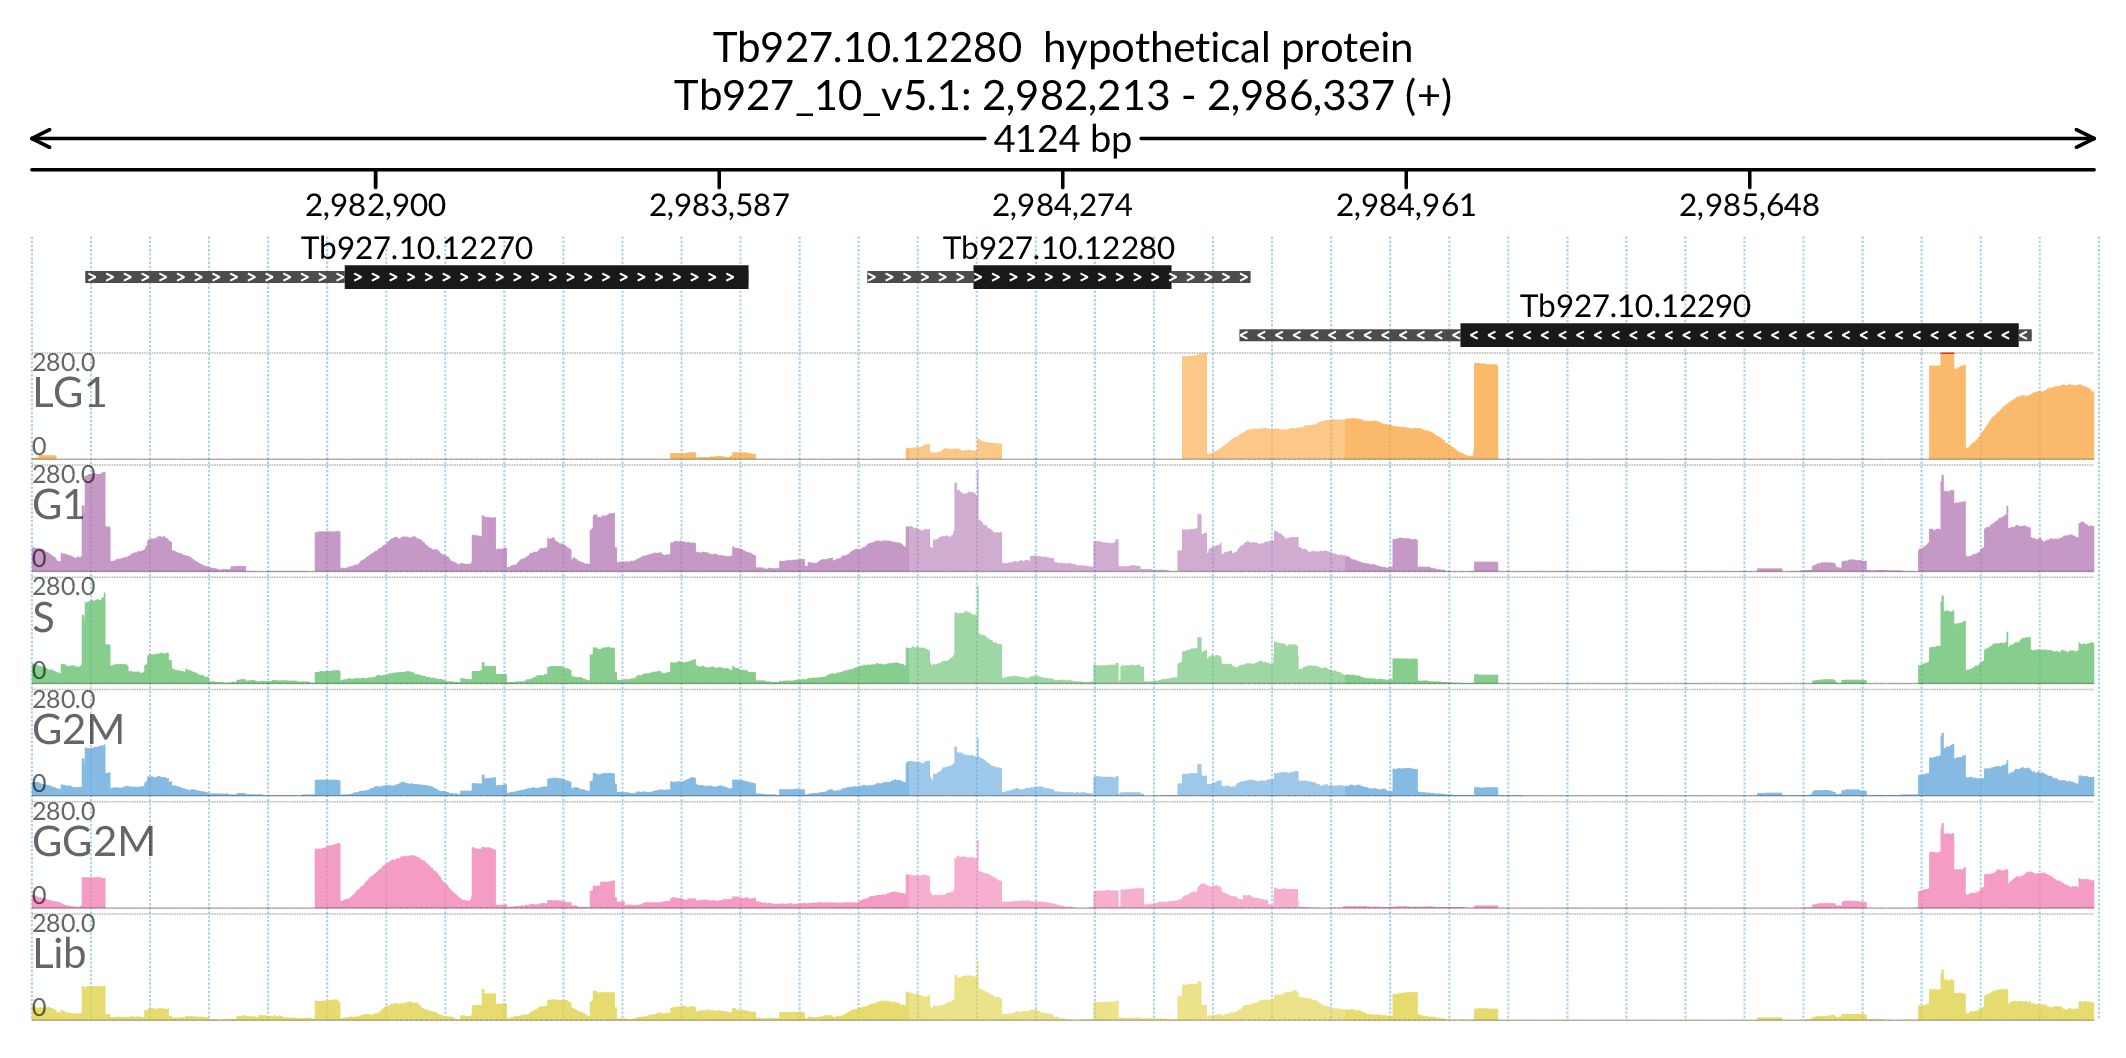 Tb927.10.12280 hypothetical protein
Tb927_10_v5.1: 2,982,213 - 2,986,337 (+)
4124 bp
2,982,900 2,983,587 2,984,274 2,984,961 2,985,648
Tb927.10.12270 Tb927.10.12280
Tb927.10.12290
280.0
LG1
0
280.0
G1
0
280.0
S
0
280.0
G2M
0
280.0
GG2M
0
280.0
Lib
0